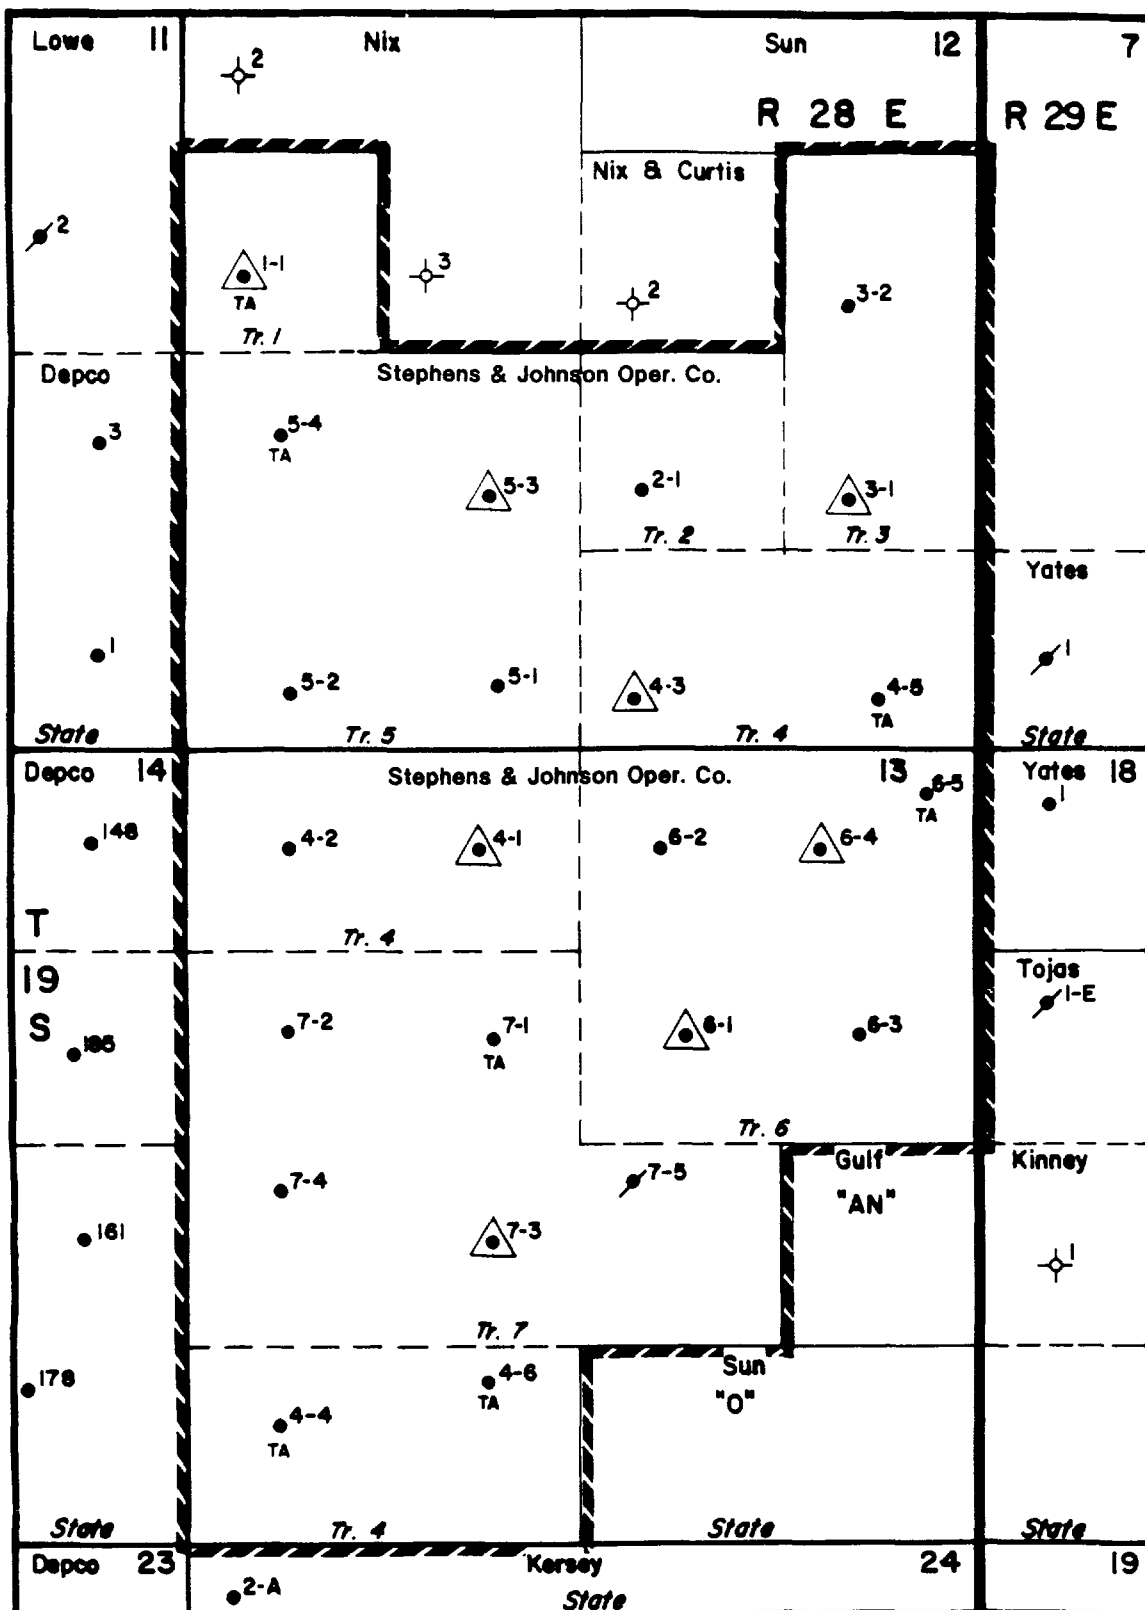 Lowe 11 Nix Sun 12 7
2
R 28 E R 29 E
Nix & Curtis
2
1-1 3 2 3-2
TA
Tr. 1
Depco Stephens & Johnson Oper. Co.
3 5-4
TA
5-3 2-1 3-1
Tr. 2 Tr. 3
Yates
1 5-2 5-1 4-3 4-5 1
TA
State Tr. 5 Tr. 4 State
Depco 14 Stephens & Johnson Oper. Co. 13 Yates 18
6-5 1
TA
148 4-2 4-1 6-2 6-4
T Tr. 4
19 Tojas
S 1-E
185 7-2 7-1 6-1 6-3
TA
Tr. 6
Gulf Kinney
7-4 7-5 "AN"
161 7-3 1
Tr. 7
Sun
178 4-6 "O"
TA
4-4
TA
State Tr. 4 State State
Depco 23 Kersey 24 19
2-A State